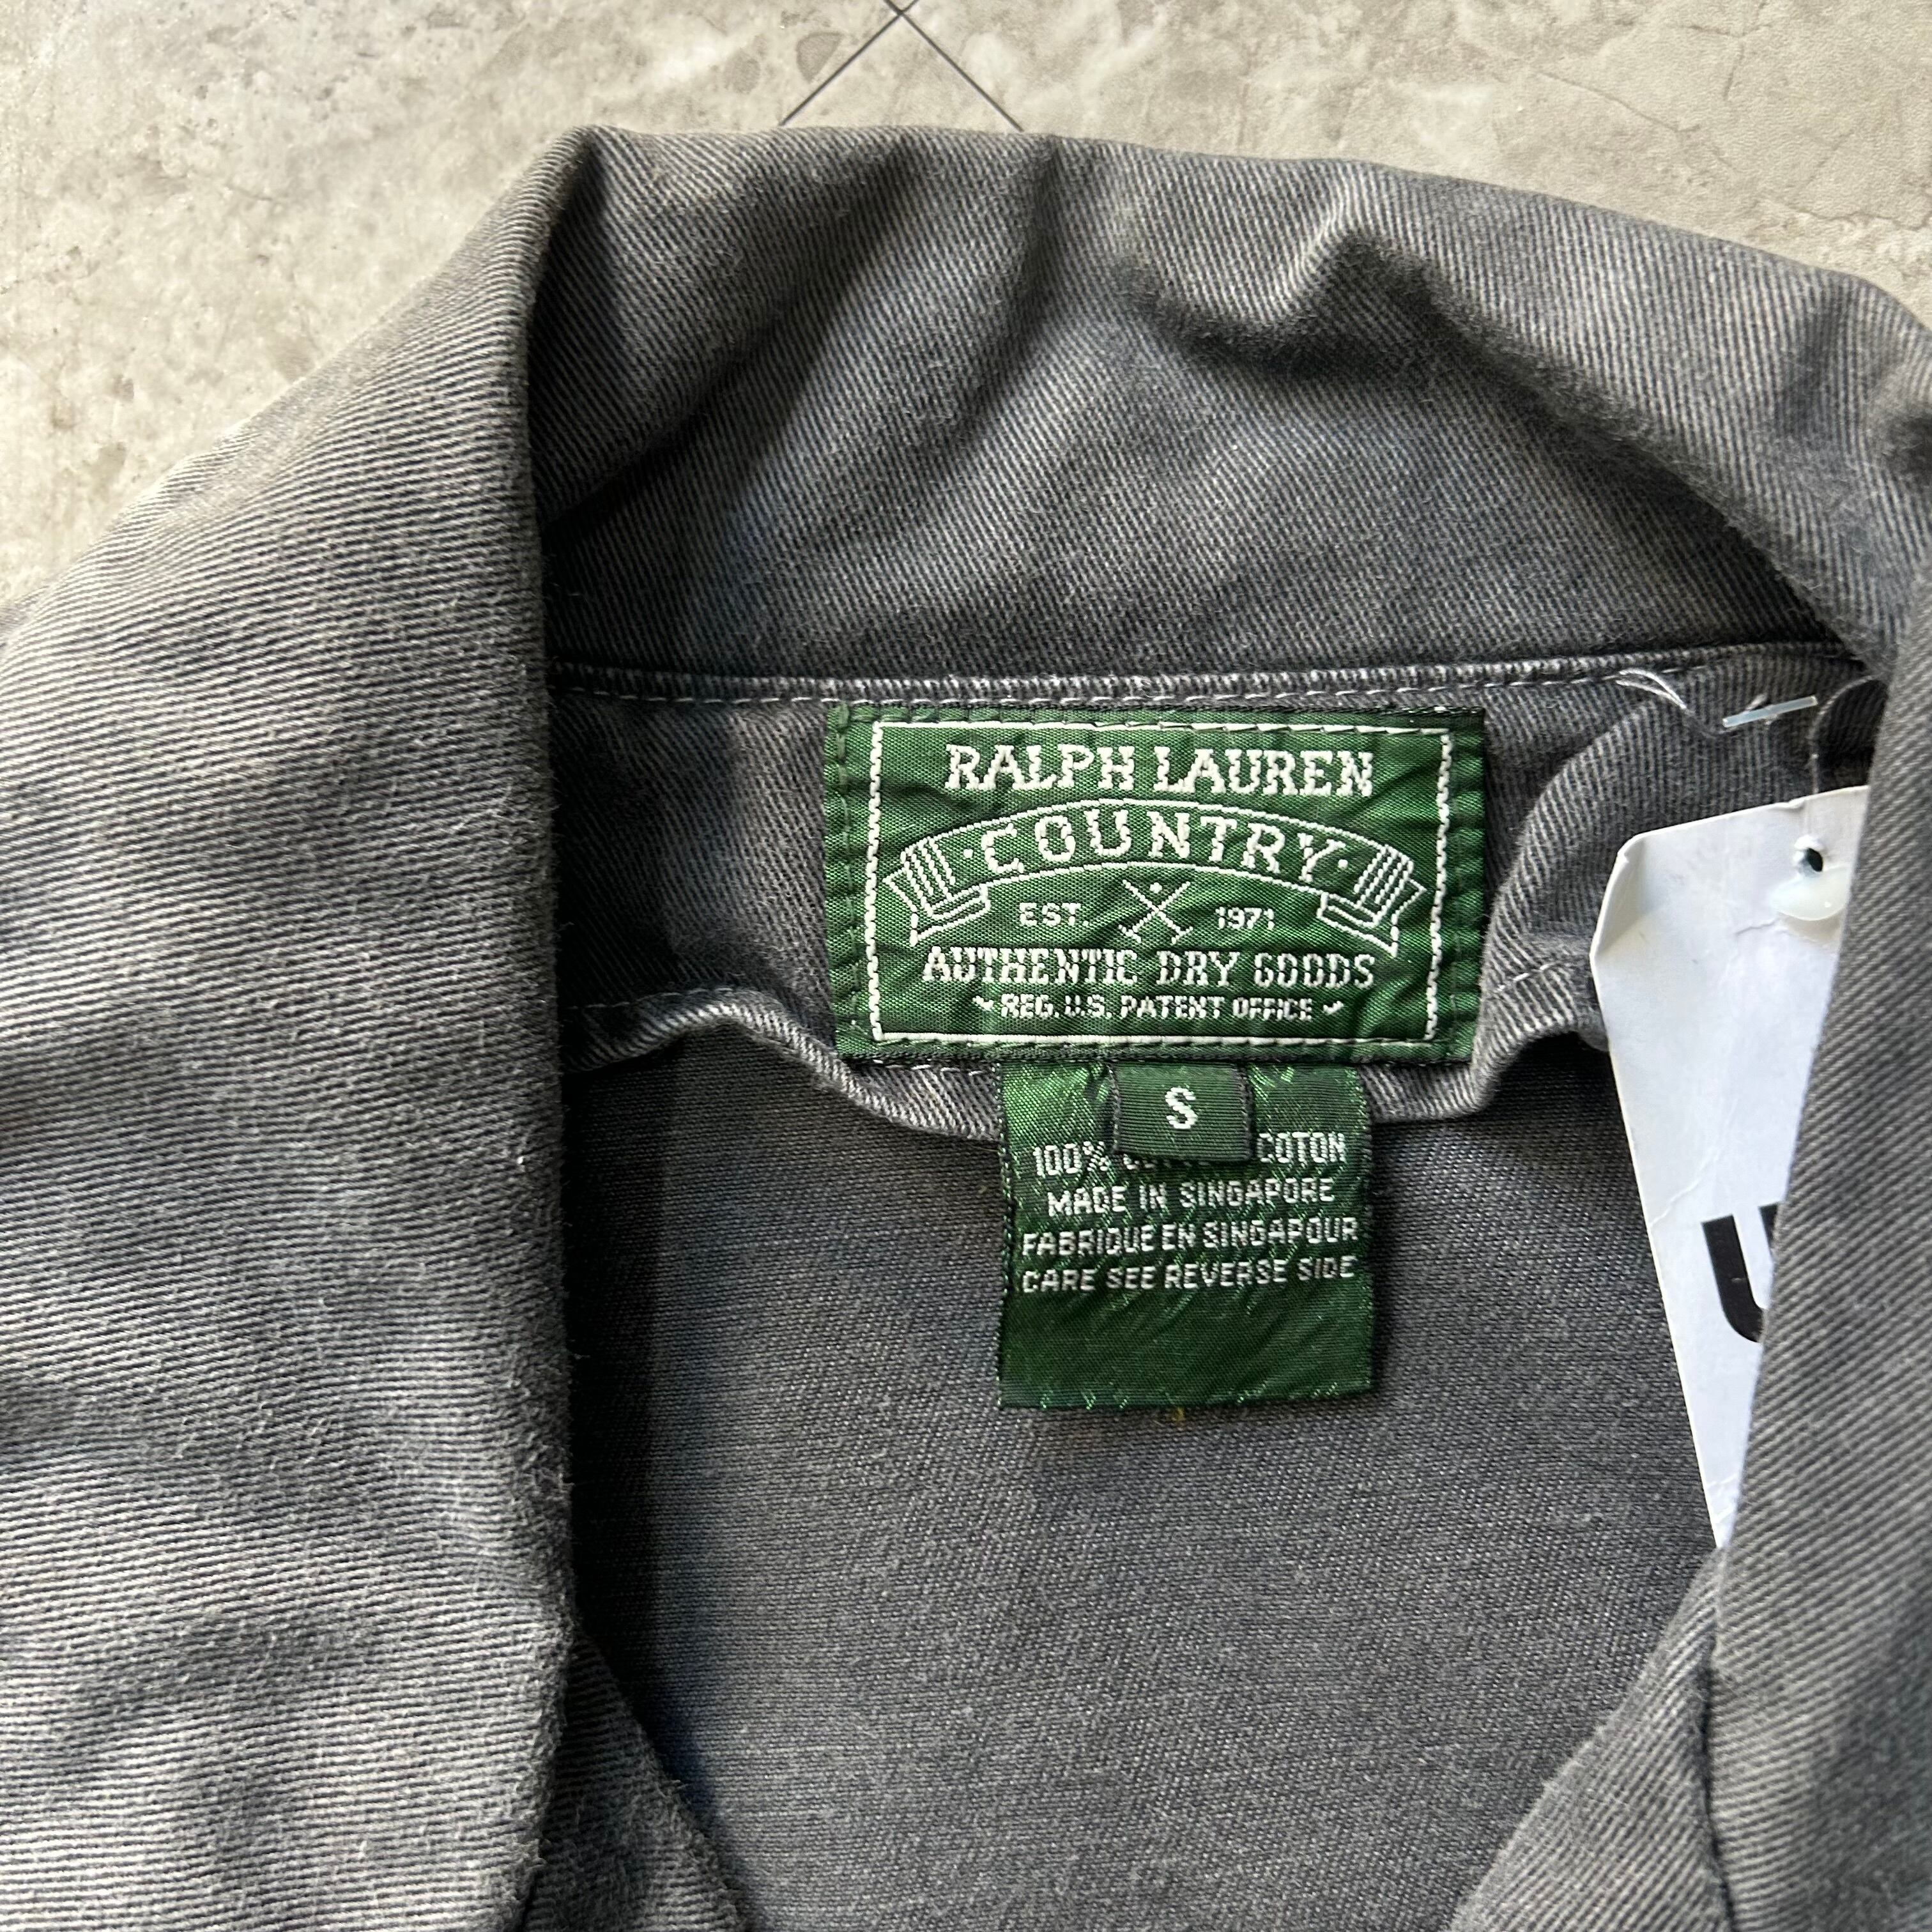 RALPH LAUREN
·COUNTRY·
EST. 1971
AUTHENTIC DRY GOODS
REG. U.S. PATENT OFFICE
S
100% COTON
MADE IN SINGAPORE
FABRIQUE EN SINGAPOUR
CARE SEE REVERSE SIDE